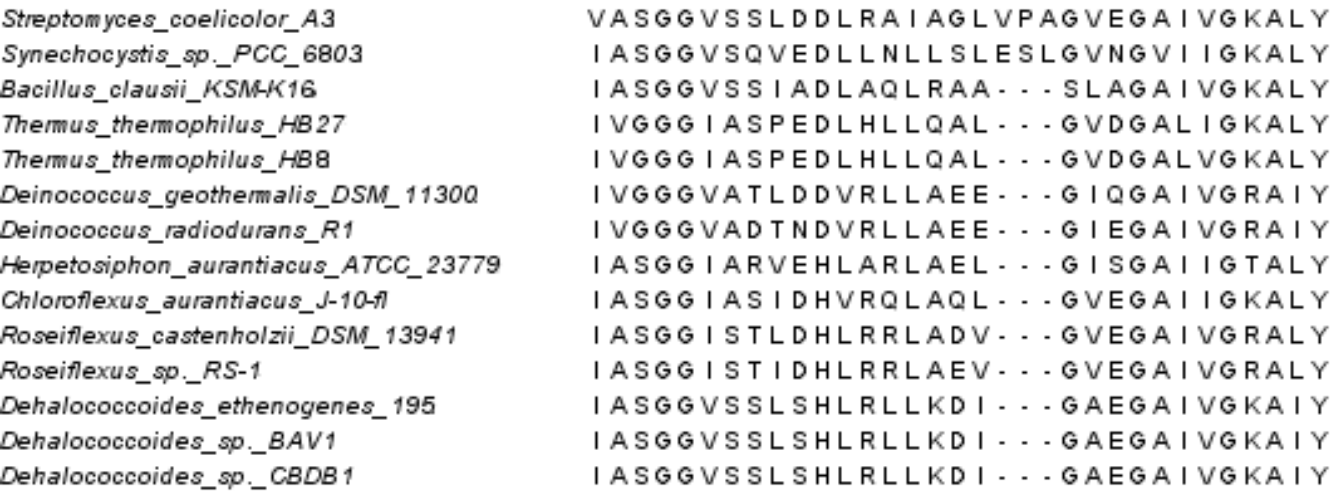 Streptomyces_coelicolor_A3 VASGGVSSLDDLRAIAGLVPAGVEGAIVGKALY
Synechocystis_sp._PCC_6803 IASGGVSQVEDLLNLLSLESLGVNGVIIGKALY
Bacillus_clausii_KSM-K16 IASGGVSSIADLAQLRAA---SLAGAIVGKALY
Thermus_thermophilus_HB27 IVGGGIASPEDLHLLQAL---GVDGALIGKALY
Thermus_thermophilus_HB8 IVGGGIASPEDLHLLQAL---GVDGALVGKALY
Deinococcus_geothermalis_DSM_11300 IVGGGVATLDDVRLLAEE---GIQGAIVGRAIY
Deinococcus_radiodurans_R1 IVGGGVADTNDVRLLAEE---GIEGAIVGRAIY
Herpetosiphon_aurantiacus_ATCC_23779 IASGGIARVEHLARLAEL---GISGAIIGTALY
Chloroflexus_aurantiacus_J-10-fl IASGGIASIDHVRQLAQL---GVEGAIIGKALY
Roseiflexus_castenholzii_DSM_13941 IASGGISTLDHLRRLADV---GVEGAIVGRALY
Roseiflexus_sp._RS-1 IASGGISTIDHLRRLAEV---GVEGAIVGRALY
Dehalococcoides_ethenogenes_195 IASGGVSSLSHLRLLKDI---GAEGAIVGKAIY
Dehalococcoides_sp._BAV1 IASGGVSSLSHLRLLKDI---GAEGAIVGKAIY
Dehalococcoides_sp._CBDB1 IASGGVSSLSHLRLLKDI---GAEGAIVGKAIY